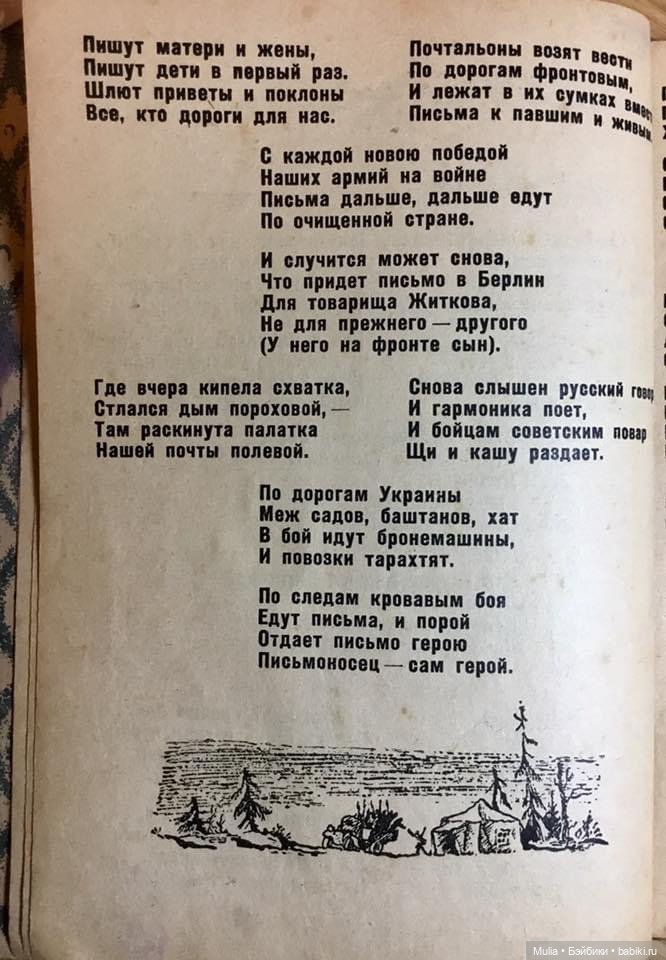 Пишут матери и жены,
Пишут дети в первый раз.
Шлют приветы и поклоны
Все, кто дороги для нас.
Почтальоны возят вести
По дорогам фронтовым,
И лежат в их сумках вмест
Письма к павшим и живым.
С каждой новою победой
Наших армий на войне
Письма дальше, дальше едут
По очищенной стране.
И случится может снова,
Что придет письмо в Берлин
Для товарища Житкова,
Не для прежнего — другого
(У него на фронте сын).
Где вчера кипела схватка,
Стлался дым пороховой, —
Там раскинута палатка
Нашей почты полевой.
Снова слышен русский говор
И гармоника поет,
И бойцам советским повар
Щи и кашу раздает.
По дорогам Украины
Меж садов, баштанов, хат
В бой идут бронемашины,
И повозки тарахтят.
По следам кровавым боя
Едут письма, и порой
Отдает письмо герою
Письмоносец — сам герой.
Mulia • Бэйбики • babiki.ru